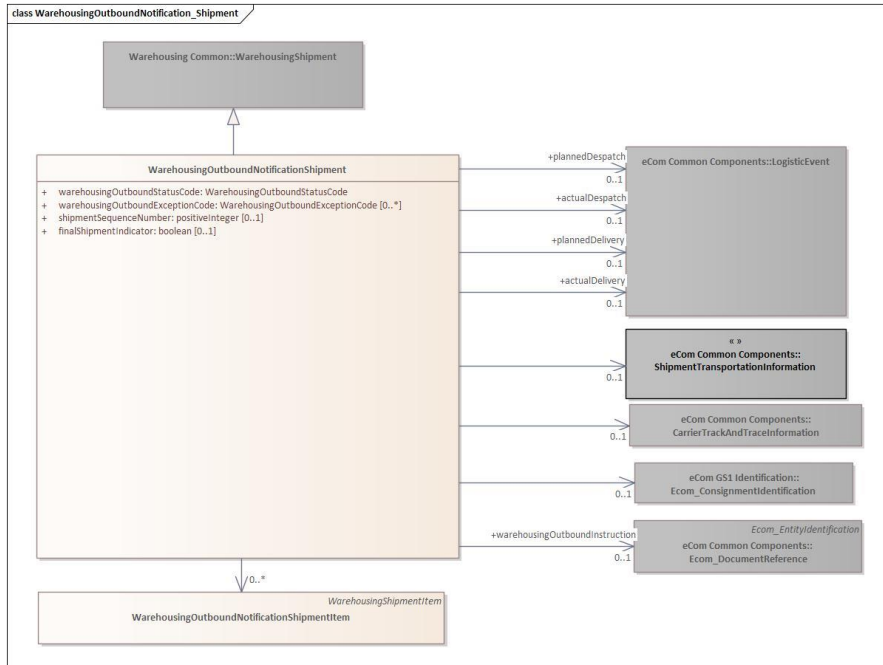 class WarehousingOutboundNotification_Shipment
Warehousing Common::WarehousingShipment
WarehousingOutboundNotificationShipment
+ warehousingOutboundStatusCode: WarehousingOutboundStatusCode
+ warehousingOutboundExceptionCode: WarehousingOutboundExceptionCode [0..*]
+ shipmentSequenceNumber: positiveInteger [0..1]
+ finalShipmentIndicator: boolean [0..1]
+plannedDespatch
0..1
+actualDespatch
0..1
+plannedDelivery
0..1
+actualDelivery
0..1
eCom Common Components::LogisticEvent
« »
eCom Common Components::
ShipmentTransportationInformation
0..1
eCom Common Components::
CarrierTrackAndTraceInformation
0..1
eCom GS1 Identification::
Ecom_ConsignmentIdentification
0..1
+warehousingOutboundInstruction
0..1
Ecom_EntityIdentification
eCom Common Components::
Ecom_DocumentReference
0..*
WarehousingShipmentItem
WarehousingOutboundNotificationShipmentItem